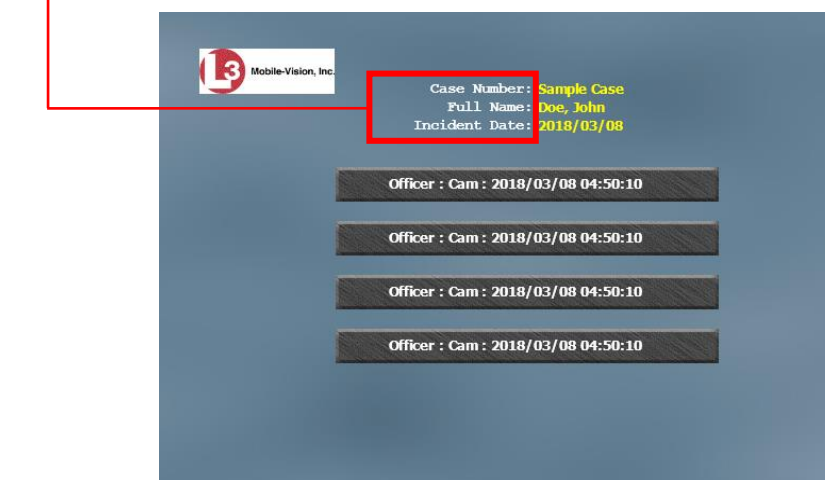 L3 Mobile-Vision, Inc.
Case Number: Sample Case
Full Name: Doe, John
Incident Date: 2018/03/08
Officer : Cam : 2018/03/08 04:50:10
Officer : Cam : 2018/03/08 04:50:10
Officer : Cam : 2018/03/08 04:50:10
Officer : Cam : 2018/03/08 04:50:10